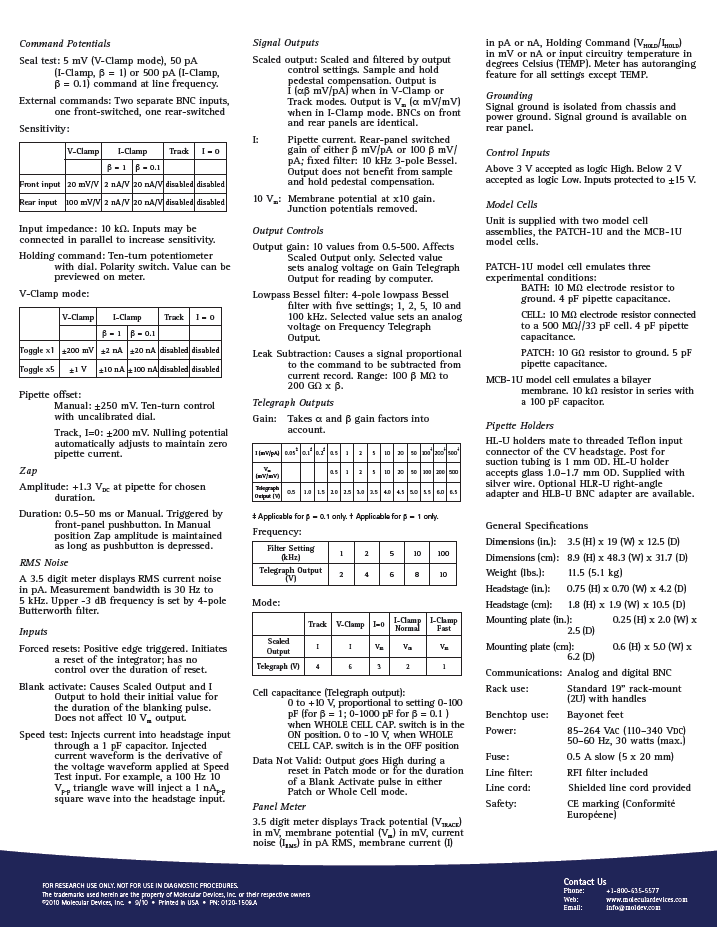 Command Potentials
Seal test: 5 mV (V-Clamp mode), 50 pA
(I-Clamp, β = 1) or 500 pA (I-Clamp,
β = 0.1) command at line frequency.
External commands: Two separate BNC inputs,
one front-switched, one rear-switched
Sensitivity:
V-Clamp I-Clamp Track I = 0
β = 1 β = 0.1
Front input 20 mV/V 2 nA/V 20 nA/V disabled disabled
Rear input 100 mV/V 2 nA/V 20 nA/V disabled disabled
Input impedance: 10 kΩ. Inputs may be
connected in parallel to increase sensitivity.
Holding command: Ten-turn potentiometer
with dial. Polarity switch. Value can be
previewed on meter.
V-Clamp mode:
V-Clamp I-Clamp Track I = 0
β = 1 β = 0.1
Toggle x1 ±200 mV ±2 nA ±20 nA disabled disabled
Toggle x5 ±1 V ±10 nA ±100 nA disabled disabled
Pipette offset:
Manual: ±250 mV. Ten-turn control
with uncalibrated dial.
Track, I=0: ±200 mV. Nulling potential
automatically adjusts to maintain zero
pipette current.
Zap
Amplitude: +1.3 VDC at pipette for chosen
duration.
Duration: 0.5–50 ms or Manual. Triggered by
front-panel pushbutton. In Manual
position Zap amplitude is maintained
as long as pushbutton is depressed.
RMS Noise
A 3.5 digit meter displays RMS current noise
in pA. Measurement bandwidth is 30 Hz to
5 kHz. Upper -3 dB frequency is set by 4-pole
Butterworth filter.
Inputs
Forced resets: Positive edge triggered. Initiates
a reset of the integrator; has no
control over the duration of reset.
Blank activate: Causes Scaled Output and I
Output to hold their initial value for
the duration of the blanking pulse.
Does not affect 10 Vm output.
Speed test: Injects current into headstage input
through a 1 pF capacitor. Injected
current waveform is the derivative of
the voltage waveform applied at Speed
Test input. For example, a 100 Hz 10
Vp-p triangle wave will inject a 1 nAp-p
square wave into the headstage input.
Signal Outputs
Scaled output: Scaled and filtered by output
control settings. Sample and hold
pedestal compensation. Output is
I (αβ mV/pA) when in V-Clamp or
Track modes. Output is Vm (α mV/mV)
when in I-Clamp mode. BNCs on front
and rear panels are identical.
I: Pipette current. Rear-panel switched
gain of either β mV/pA or 100 β mV/
pA; fixed filter: 10 kHz 3-pole Bessel.
Output does not benefit from sample
and hold pedestal compensation.
10 Vm: Membrane potential at x10 gain.
Junction potentials removed.
Output Controls
Output gain: 10 values from 0.5-500. Affects
Scaled Output only. Selected value
sets analog voltage on Gain Telegraph
Output for reading by computer.
Lowpass Bessel filter: 4-pole lowpass Bessel
filter with five settings; 1, 2, 5, 10 and
100 kHz. Selected value sets an analog
voltage on Frequency Telegraph
Output.
Leak Subtraction: Causes a signal proportional
to the command to be subtracted from
current record. Range: 100 β MΩ to
200 GΩ x β.
Telegraph Outputs
Gain: Takes α and β gain factors into
account.
I (mV/pA) 0.05‡ 0.1‡ 0.2‡ 0.5 1 2 5 10 20 50 100† 200† 500†
Vm (mV/mV) 0.5 1 2 5 10 20 50 100 200 500
Telegraph Output (V) 0.5 1.0 1.5 2.0 2.5 3.0 3.5 4.0 4.5 5.0 5.5 6.0 6.5
‡ Applicable for β = 0.1 only. † Applicable for β = 1 only.
Frequency:
Filter Setting (kHz) 1 2 5 10 100
Telegraph Output (V) 2 4 6 8 10
Mode:
Track V-Clamp I=0 I-Clamp Normal I-Clamp Fast
Scaled Output I I Vm Vm Vm
Telegraph (V) 4 6 3 2 1
Cell capacitance (Telegraph output):
0 to +10 V, proportional to setting 0-100
pF (for β = 1; 0-1000 pF for β = 0.1 )
when WHOLE CELL CAP. switch is in the
ON position. 0 to -10 V, when WHOLE
CELL CAP. switch is in the OFF position
Data Not Valid: Output goes High during a
reset in Patch mode or for the duration
of a Blank Activate pulse in either
Patch or Whole Cell mode.
Panel Meter
3.5 digit meter displays Track potential (VTRACK)
in mV, membrane potential (Vm) in mV, current
noise (IRMS) in pA RMS, membrane current (I)
in pA or nA, Holding Command (VHOLD/IHOLD)
in mV or nA or input circuitry temperature in
degrees Celsius (TEMP). Meter has autoranging
feature for all settings except TEMP.
Grounding
Signal ground is isolated from chassis and
power ground. Signal ground is available on
rear panel.
Control Inputs
Above 3 V accepted as logic High. Below 2 V
accepted as logic Low. Inputs protected to ±15 V.
Model Cells
Unit is supplied with two model cell
assemblies, the PATCH-1U and the MCB-1U
model cells.
PATCH-1U model cell emulates three
experimental conditions:
BATH: 10 MΩ electrode resistor to
ground. 4 pF pipette capacitance.
CELL: 10 MΩ electrode resistor connected
to a 500 MΩ//33 pF cell. 4 pF pipette
capacitance.
PATCH: 10 GΩ resistor to ground. 5 pF
pipette capacitance.
MCB-1U model cell emulates a bilayer
membrane. 10 kΩ resistor in series with
a 100 pF capacitor.
Pipette Holders
HL-U holders mate to threaded Teflon input
connector of the CV headstage. Post for
suction tubing is 1 mm OD. HL-U holder
accepts glass 1.0–1.7 mm OD. Supplied with
silver wire. Optional HLR-U right-angle
adapter and HLB-U BNC adapter are available.
General Specifications
Dimensions (in.): 3.5 (H) x 19 (W) x 12.5 (D)
Dimensions (cm): 8.9 (H) x 48.3 (W) x 31.7 (D)
Weight (lbs.): 11.5 (5.1 kg)
Headstage (in.): 0.75 (H) x 0.70 (W) x 4.2 (D)
Headstage (cm): 1.8 (H) x 1.9 (W) x 10.5 (D)
Mounting plate (in.): 0.25 (H) x 2.0 (W) x
2.5 (D)
Mounting plate (cm): 0.6 (H) x 5.0 (W) x
6.2 (D)
Communications: Analog and digital BNC
Rack use: Standard 19” rack-mount
(2U) with handles
Benchtop use: Bayonet feet
Power: 85–264 VAC (110–340 VDC)
50–60 Hz, 30 watts (max.)
Fuse: 0.5 A slow (5 x 20 mm)
Line filter: RFI filter included
Line cord: Shielded line cord provided
Safety: CE marking (Conformité
Européene)
FOR RESEARCH USE ONLY. NOT FOR USE IN DIAGNOSTIC PROCEDURES.
The trademarks used herein are the property of Molecular Devices, Inc. or their respective owners
©2010 Molecular Devices, Inc. • 9/10 • Printed in USA • PN: 0120-1509.A
Contact Us
Phone: +1-800-635-5577
Web: www.moleculardevices.com
Email: info@moldev.com